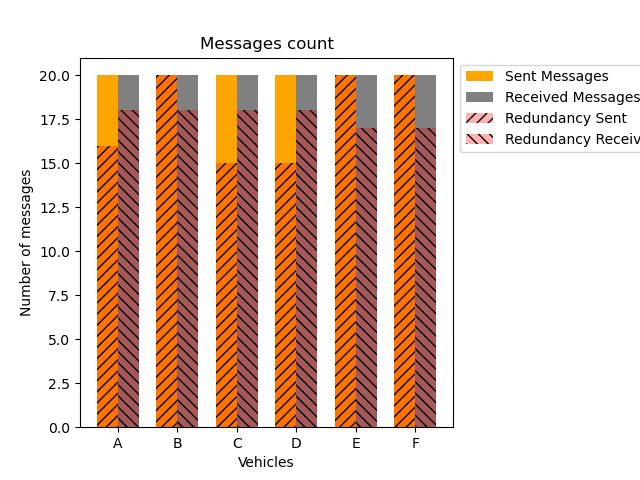 Messages count
20.0
17.5
15.0
12.5
10.0
7.5
5.0
2.5
0.0
Number of messages
A B C D E F
Vehicles
Sent Messages
Received Messages
Redundancy Sent
Redundancy Receiv